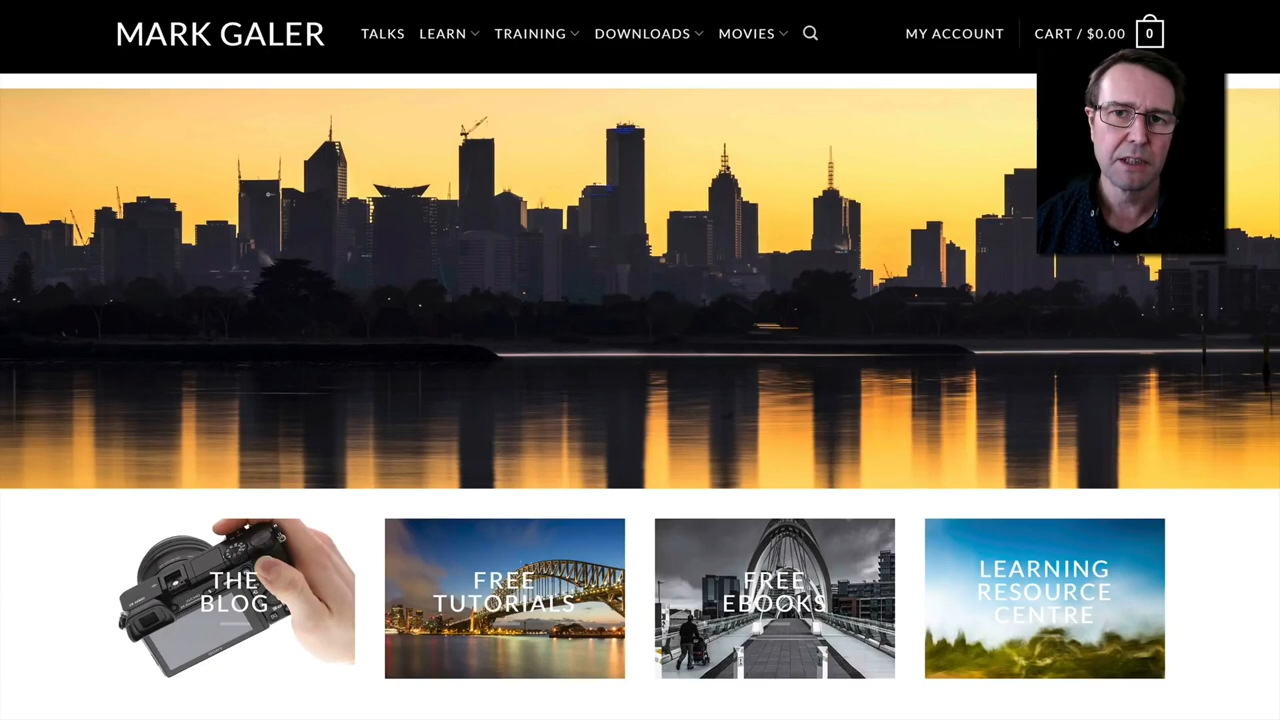 MARK GALER
TALKS
LEARN
TRAINING
DOWNLOADS
MOVIES
MY ACCOUNT
CART / $0.00
0
THE
BLOG
FREE
TUTORIALS
FREE
EBOOKS
LEARNING
RESOURCE
CENTRE